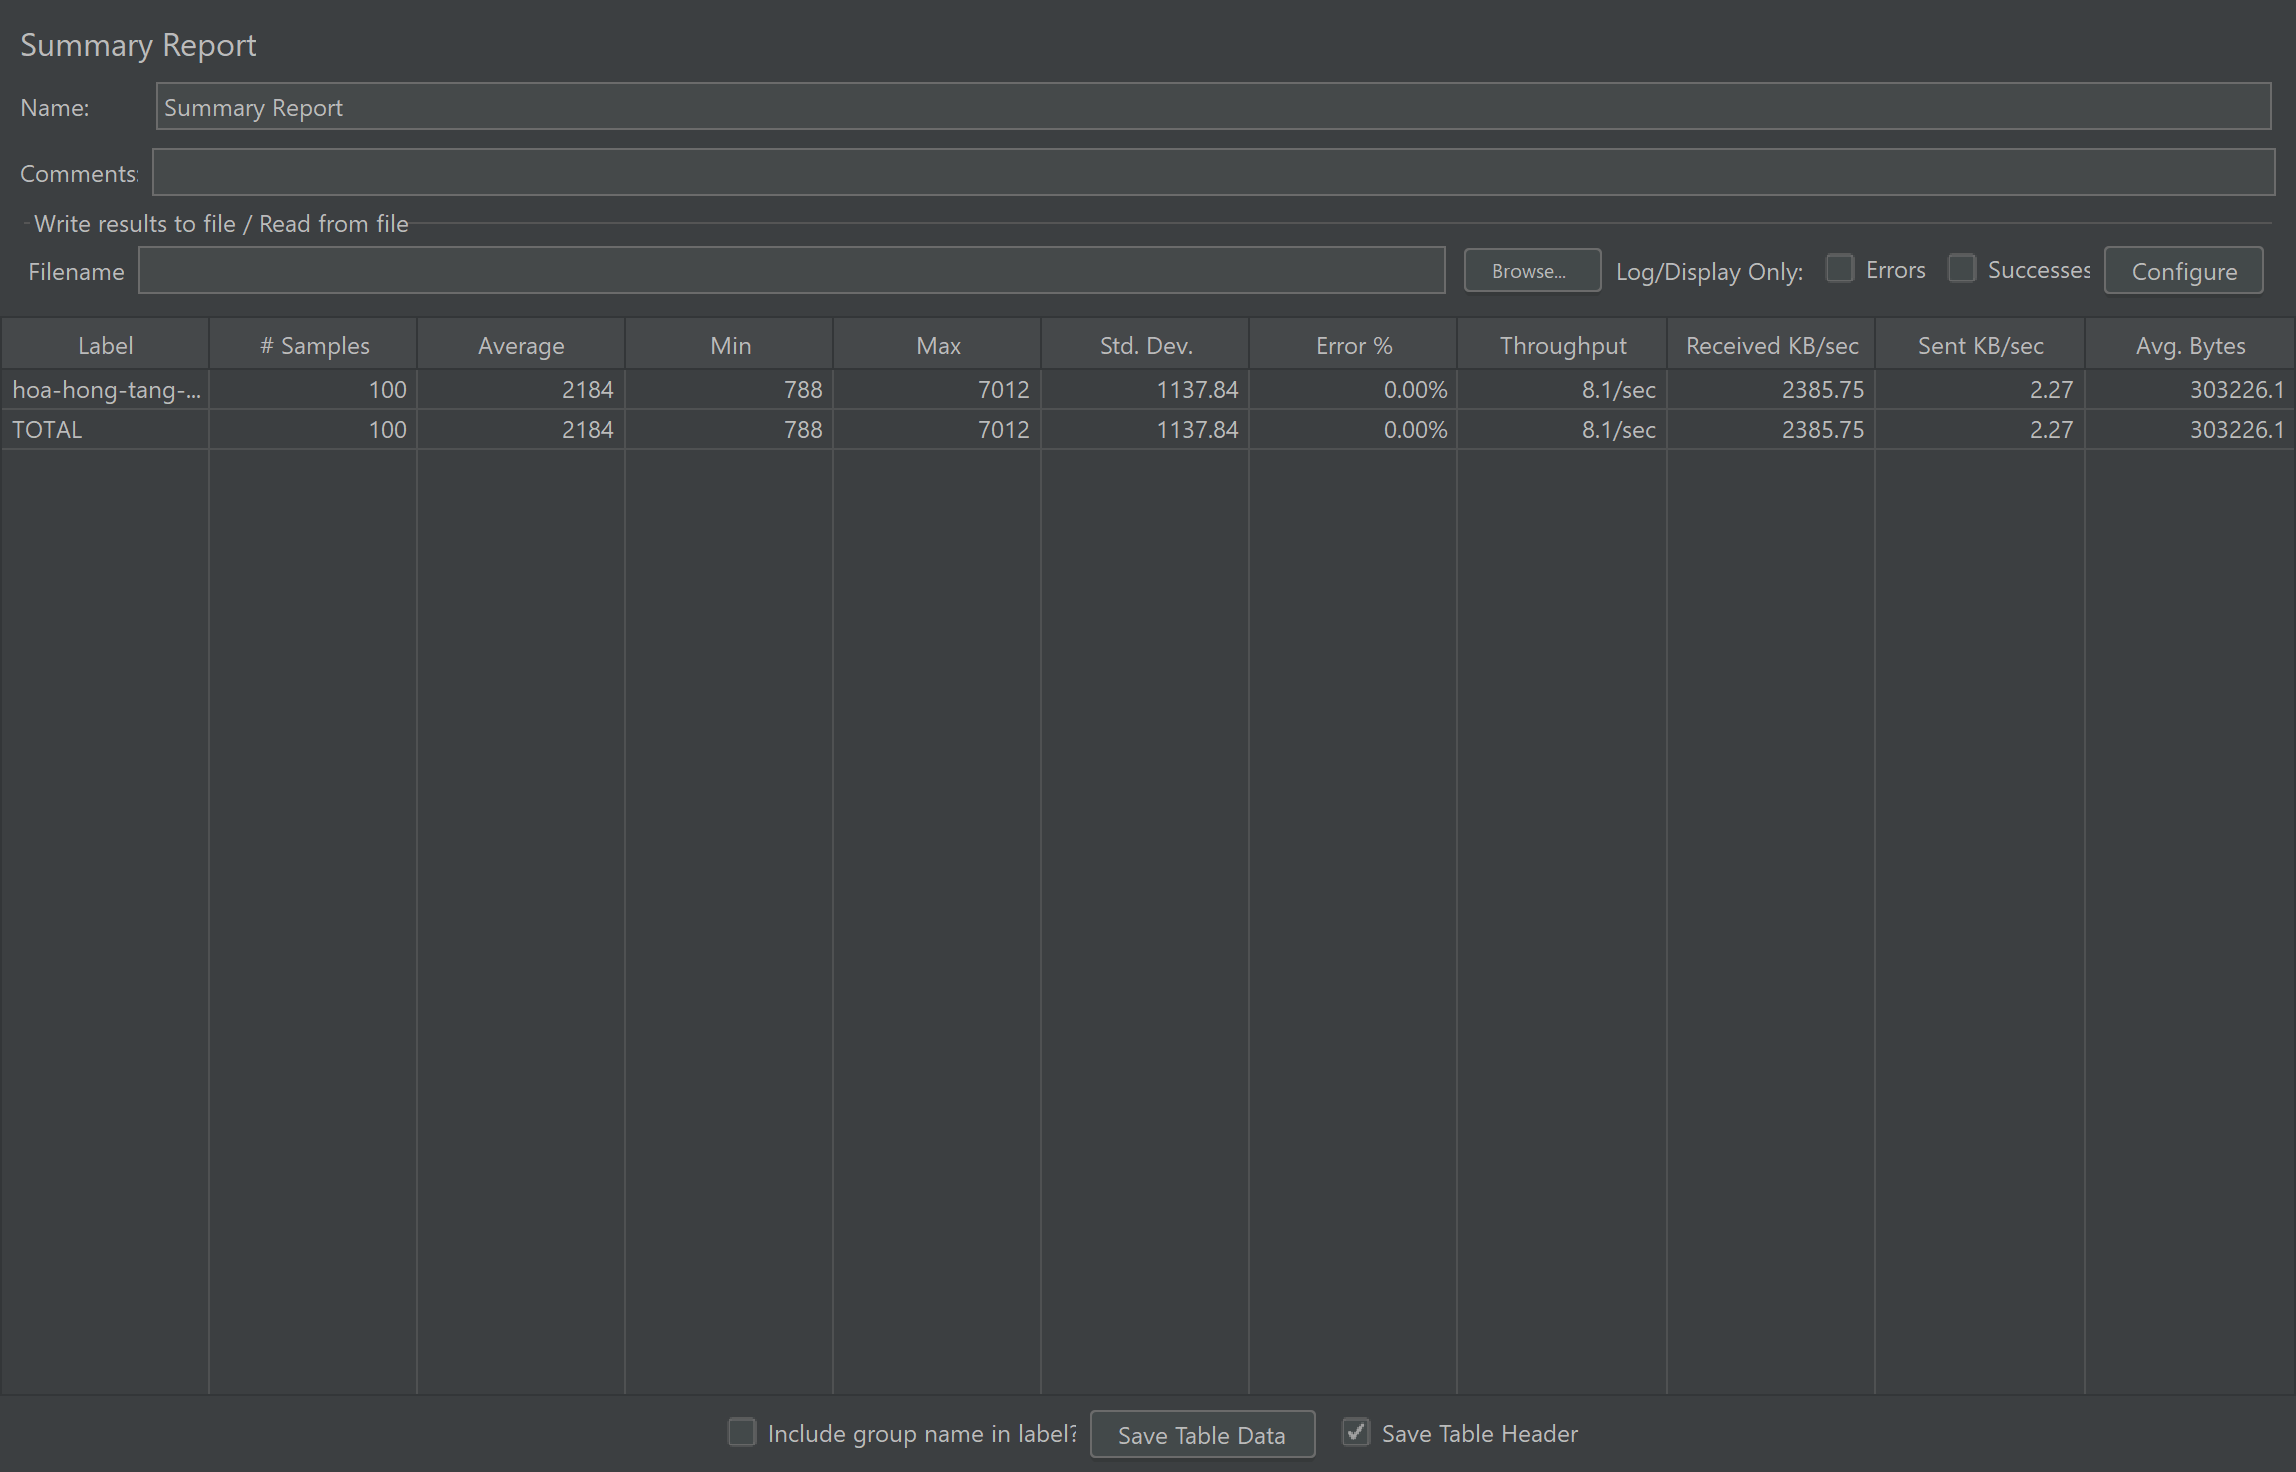 Summary Report
Name: Summary Report
Comments:
Write results to file / Read from file
Filename Browse... Log/Display Only: Errors Successes Configure
Label # Samples Average Min Max Std. Dev. Error % Throughput Received KB/sec Sent KB/sec Avg. Bytes
hoa-hong-tang-... 100 2184 788 7012 1137.84 0.00% 8.1/sec 2385.75 2.27 303226.1
TOTAL 100 2184 788 7012 1137.84 0.00% 8.1/sec 2385.75 2.27 303226.1
Include group name in label? Save Table Data Save Table Header